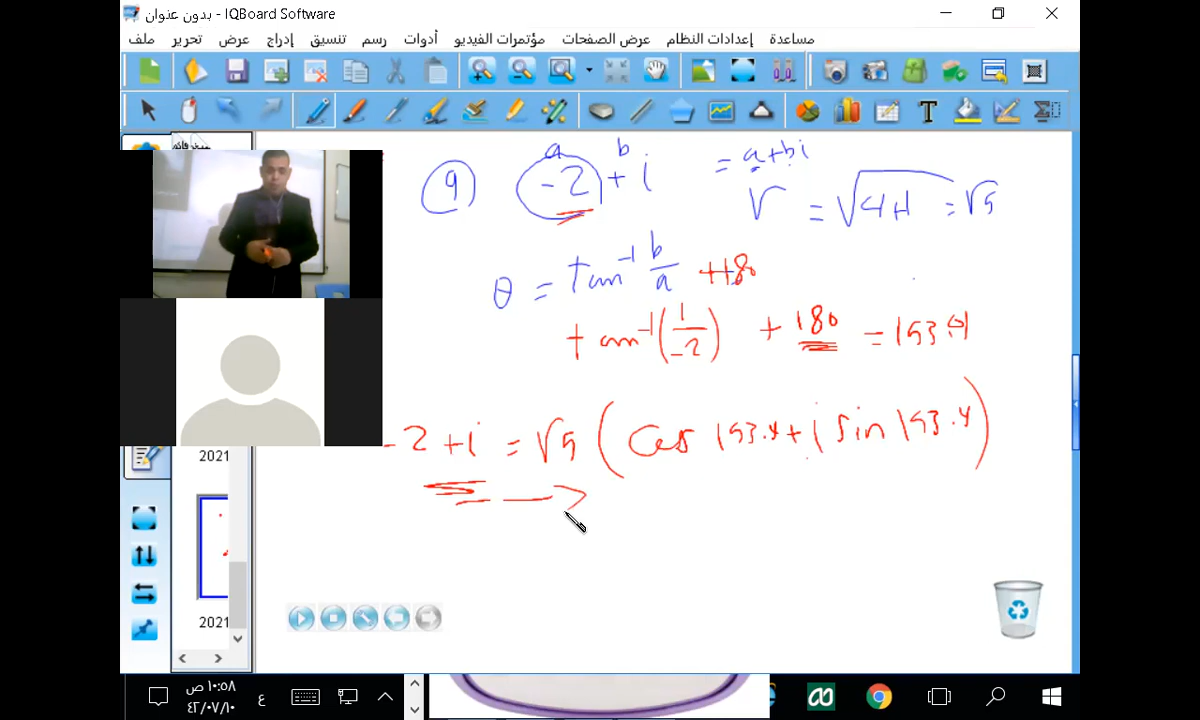 بدون عنوان - IQBoard Software
ملف تحرير عرض إدراج تنسيق رسم أدوات مؤتمرات الفيديو عرض الصفحات إعدادات النظام مساعدة
a b
9 -2 + i = a+bi
r = √4+1 = √5
θ = tan⁻¹ b/a +180
tan⁻¹(1/-2) + 180 = 153.4
-2 + i = √5 (cos 153.4 + i sin 153.4)
2021
2021
١٠:٥٨ ص
٤٢/٠٧/١٠
ع